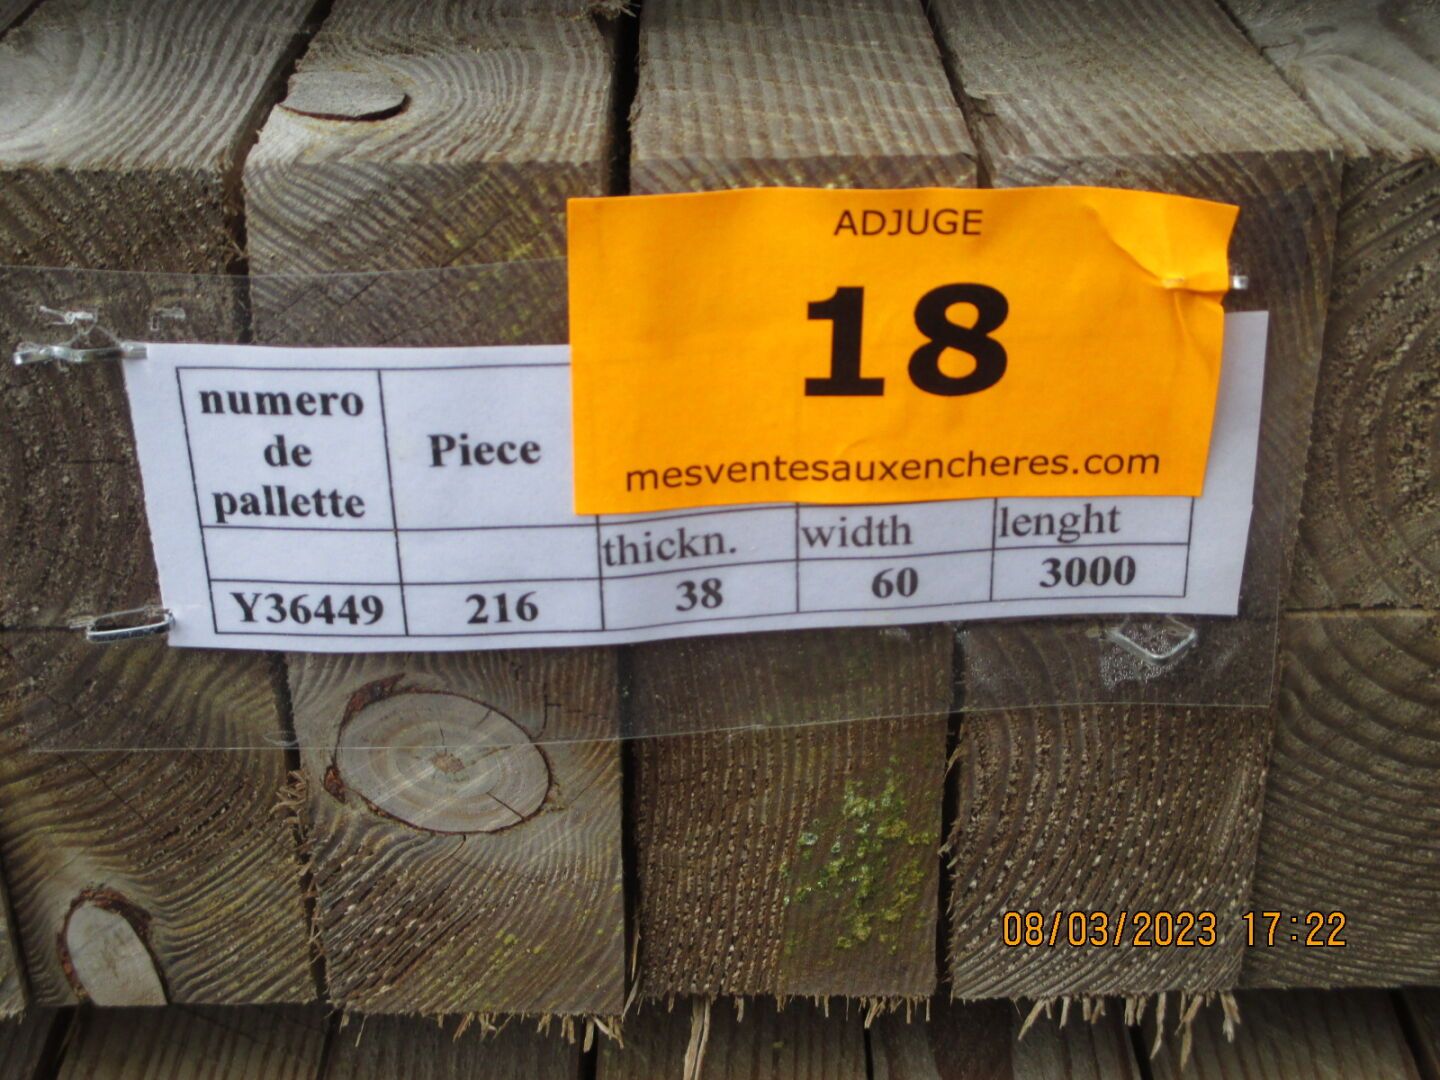 ADJUGE
18
mesventesauxencheres.com
numero
de
pallette
Piece
thickn.
width
lenght
Y36449
216
38
60
3000
08/03/2023 17:22